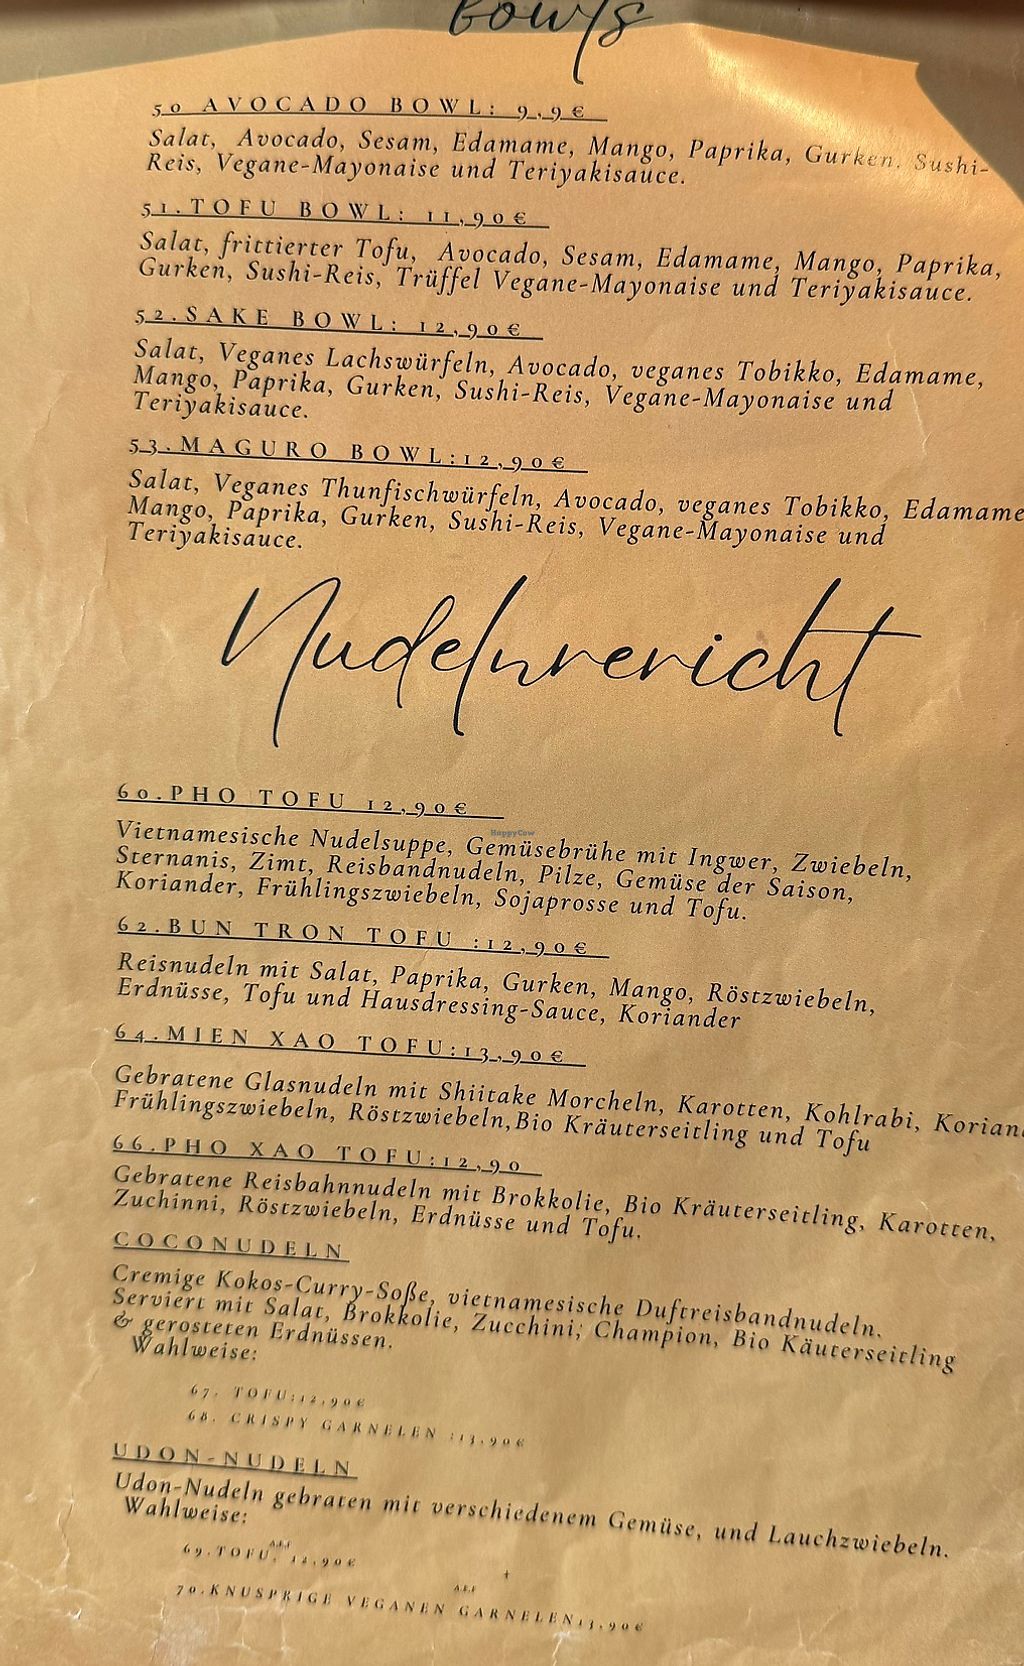 Bowls
50 AVOCADO BOWL: 9,9€
Salat, Avocado, Sesam, Edamame, Mango, Paprika, Gurken, Sushi-
Reis, Vegane-Mayonaise und Teriyakisauce.
51.TOFU BOWL: 11,90€
Salat, frittierter Tofu, Avocado, Sesam, Edamame, Mango, Paprika,
Gurken, Sushi-Reis, Trüffel Vegane-Mayonaise und Teriyakisauce.
52.SAKE BOWL: 12,90€
Salat, Veganes Lachswürfeln, Avocado, veganes Tobikko, Edamame,
Mango, Paprika, Gurken, Sushi-Reis, Vegane-Mayonaise und
Teriyakisauce.
53.MAGURO BOWL:12,90€
Salat, Veganes Thunfischwürfeln, Avocado, veganes Tobikko, Edamame
Mango, Paprika, Gurken, Sushi-Reis, Vegane-Mayonaise und
Teriyakisauce.
Nudelnrericht
60.PHO TOFU 12,90€
HappyCow
Vietnamesische Nudelsuppe, Gemüsebrühe mit Ingwer, Zwiebeln,
Sternanis, Zimt, Reisbandnudeln, Pilze, Gemüse der Saison,
Koriander, Frühlingszwiebeln, Sojaprosse und Tofu.
62.BUN TRON TOFU :12,90€
Reisnudeln mit Salat, Paprika, Gurken, Mango, Röstzwiebeln,
Erdnüsse, Tofu und Hausdressing-Sauce, Koriander
64.MIEN XAO TOFU:13,90€
Gebratene Glasnudeln mit Shiitake Morcheln, Karotten, Kohlrabi, Korian
Frühlingszwiebeln, Röstzwiebeln,Bio Kräuterseitling und Tofu
66.PHO XAO TOFU:12,90
Gebratene Reisbahnnudeln mit Brokkolie, Bio Kräuterseitling, Karotten,
Zuchinni, Röstzwiebeln, Erdnüsse und Tofu.
COCONUDELN
Cremige Kokos-Curry-Soße, vietnamesische Duftreisbandnudeln.
Serviert mit Salat, Brokkolie, Zucchini; Champion, Bio Käuterseitling
& gerosteten Erdnüssen.
Wahlweise:
67. TOFU:12,90€
68. CRISPY GARNELEN :13,90€
UDON-NUDELN
Udon-Nudeln gebraten mit verschiedenem Gemüse, und Lauchzwiebeln.
Wahlweise:
69.TOFU: 12,90€
70.KNUSPRIGE VEGANEN GARNELEN13,90€